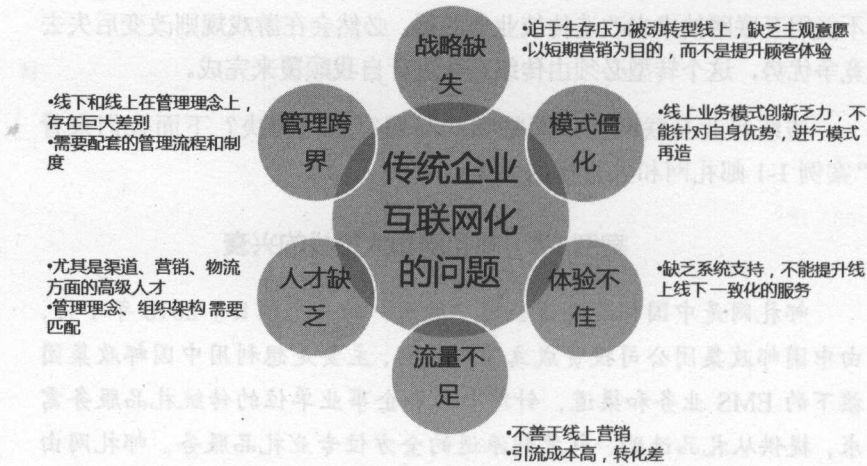 战略缺
失
•迫于生存压力被动转型线上，缺乏主观意愿
•以短期营销为目的，而不是提升顾客体验
模式僵
化
•线上业务模式创新乏力，不
能针对自身优势，进行模式
再造
体验不
佳
•缺乏系统支持，不能提升线
上线下一致化的服务
流量不
足
•不善于线上营销
•引流成本高，转化差
人才缺
乏
•尤其是渠道、营销、物流
方面的高级人才
•管理理念、组织架构 需要
匹配
管理跨
界
•线下和线上在管理理念上，
存在巨大差别
•需要配套的管理流程和制
度
传统企业
互联网化
的问题